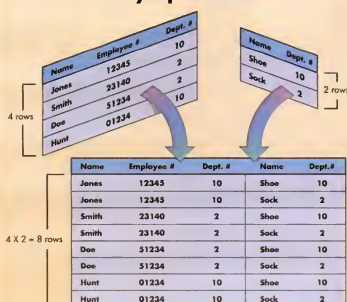 Name Employee # Dept. #
Jones 12345 10
Smith 23140 2
Doe 51234 2
Hunt 01234 10
4 rows
Name Dept. #
Shoe 10
Sock 2
2 rows
Name Employee # Dept. # Name Dept.#
Jones 12345 10 Shoe 10
Jones 12345 10 Sock 2
Smith 23140 2 Shoe 10
Smith 23140 2 Sock 2
Doe 51234 2 Shoe 10
Doe 51234 2 Sock 2
Hunt 01234 10 Shoe 10
Hunt 01234 10 Sock 2
4 X 2 = 8 rows